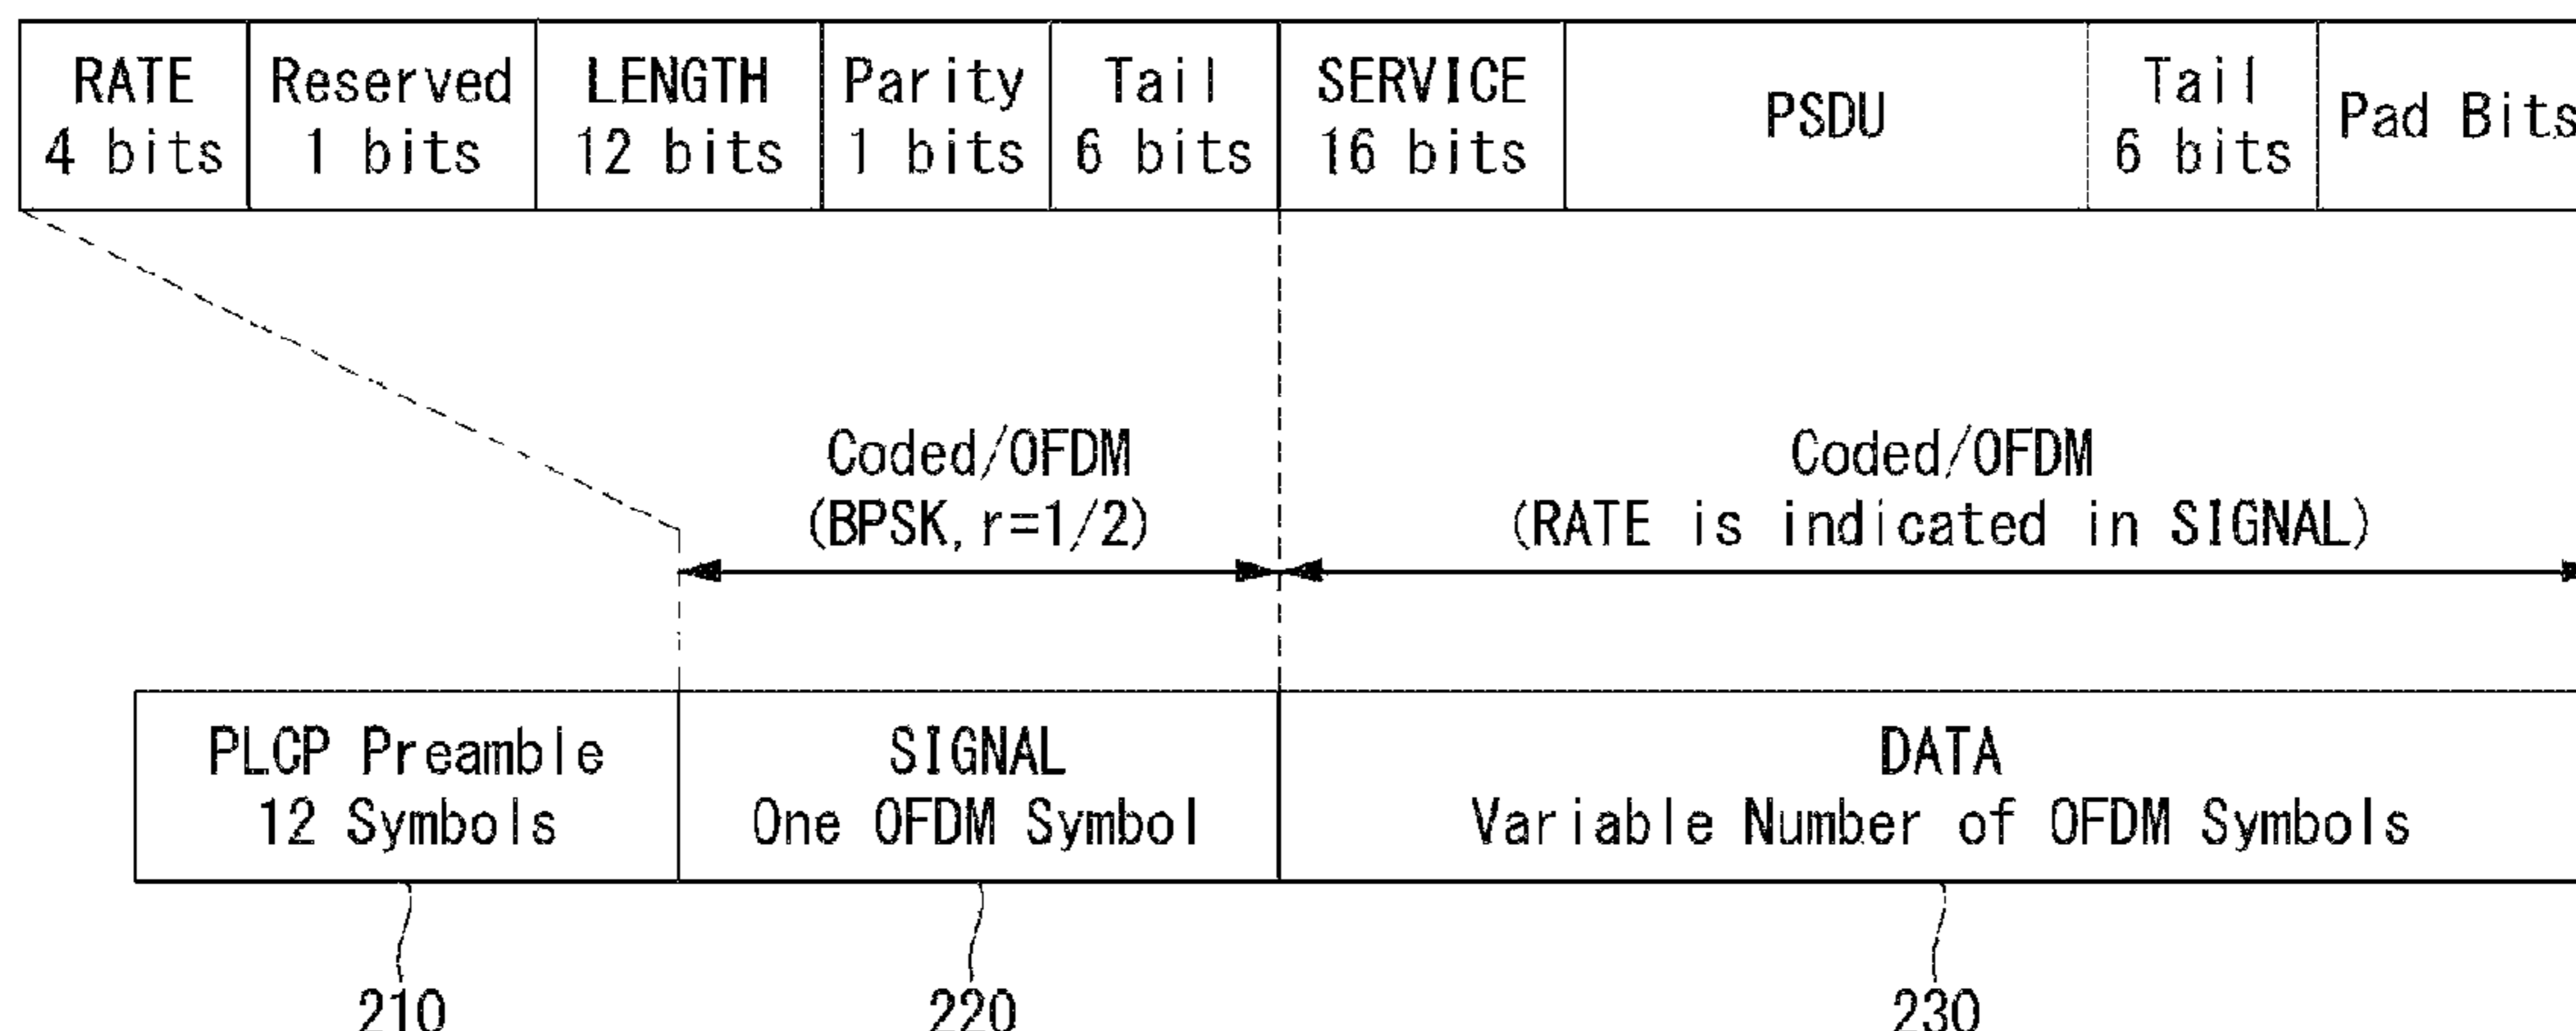 RATE
4 bits
Reserved
1 bits
LENGTH
12 bits
Parity
1 bits
Tail
6 bits
SERVICE
16 bits
PSDU
Tail
6 bits
Pad Bits
Coded/OFDM
(BPSK, r=1/2)
Coded/OFDM
(RATE is indicated in SIGNAL)
PLCP Preamble
12 Symbols
SIGNAL
One OFDM Symbol
DATA
Variable Number of OFDM Symbols
210
220
230